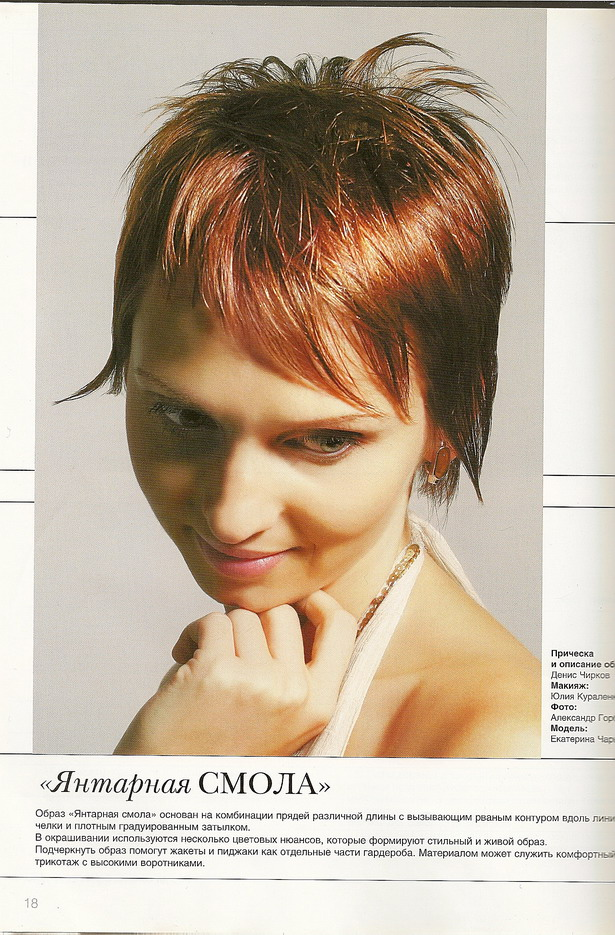 Прическа
и описание
Денис Чирков
Макияж:
Юлия
Фото:
Александр
Модель:
Екатерина
«Янтарная СМОЛА»
Образ «Янтарная смола» основан на комбинации прядей различной длины с вызывающим рваным контуром вдоль
челки и плотным градуированным затылком.
В окрашивании используются несколько цветовых нюансов, которые формируют стильный и живой образ.
Подчеркнуть образ помогут жакеты и пиджаки как отдельные части гардероба. Материалом может служить комфортный
трикотаж с высокими воротниками.
18